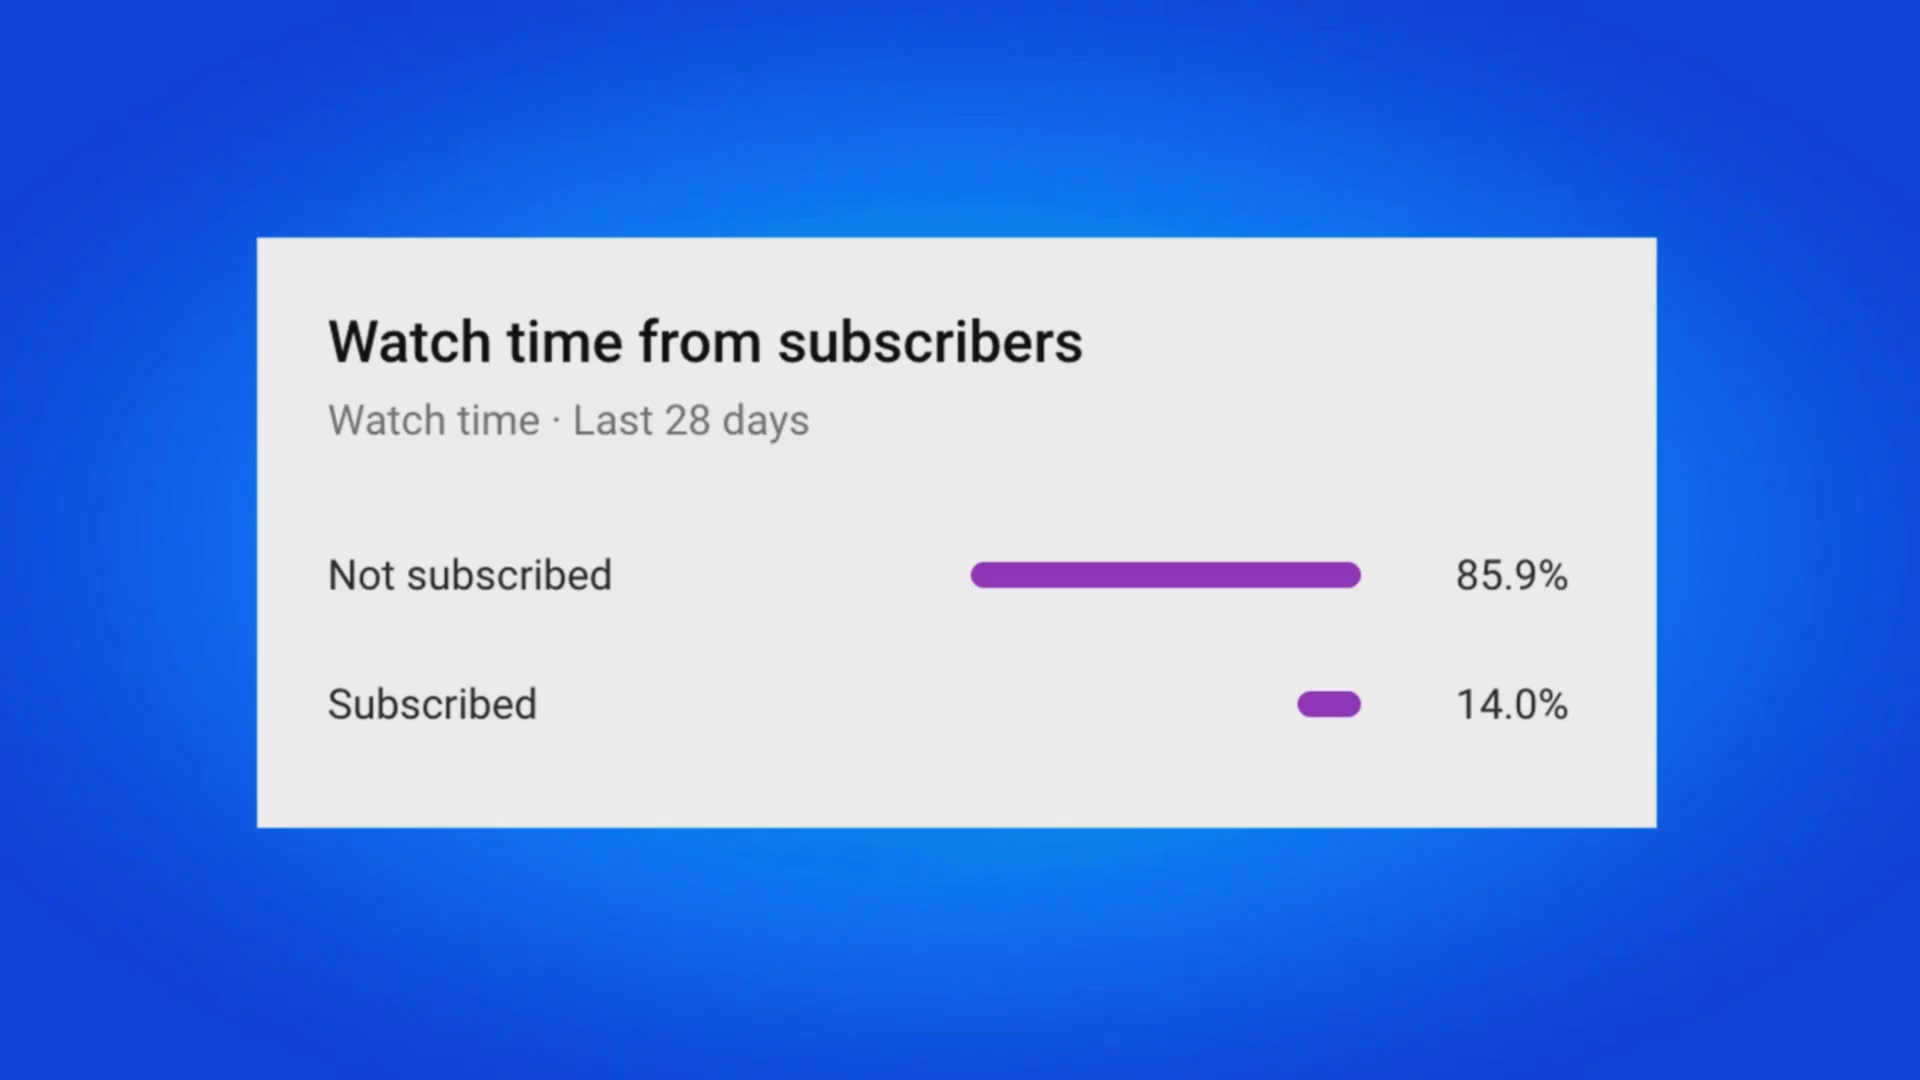 Watch time from subscribers
Watch time · Last 28 days
Not subscribed 85.9%
Subscribed 14.0%